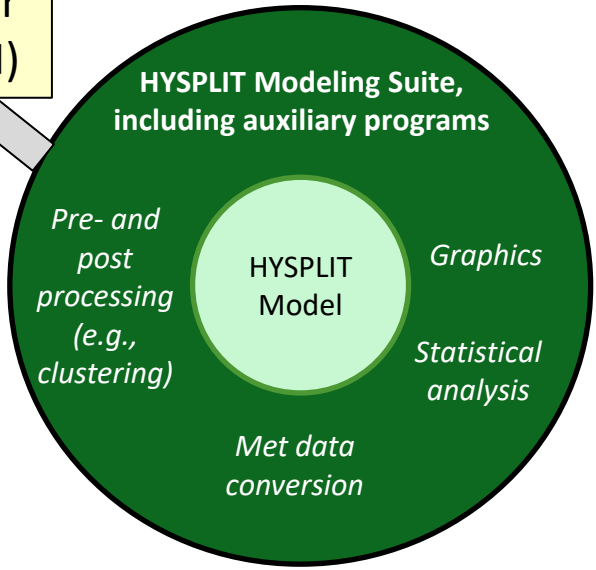 HYSPLIT Modeling Suite,
including auxiliary programs
Pre- and
post
processing
(e.g.,
clustering)
HYSPLIT
Model
Graphics
Statistical
analysis
Met data
conversion